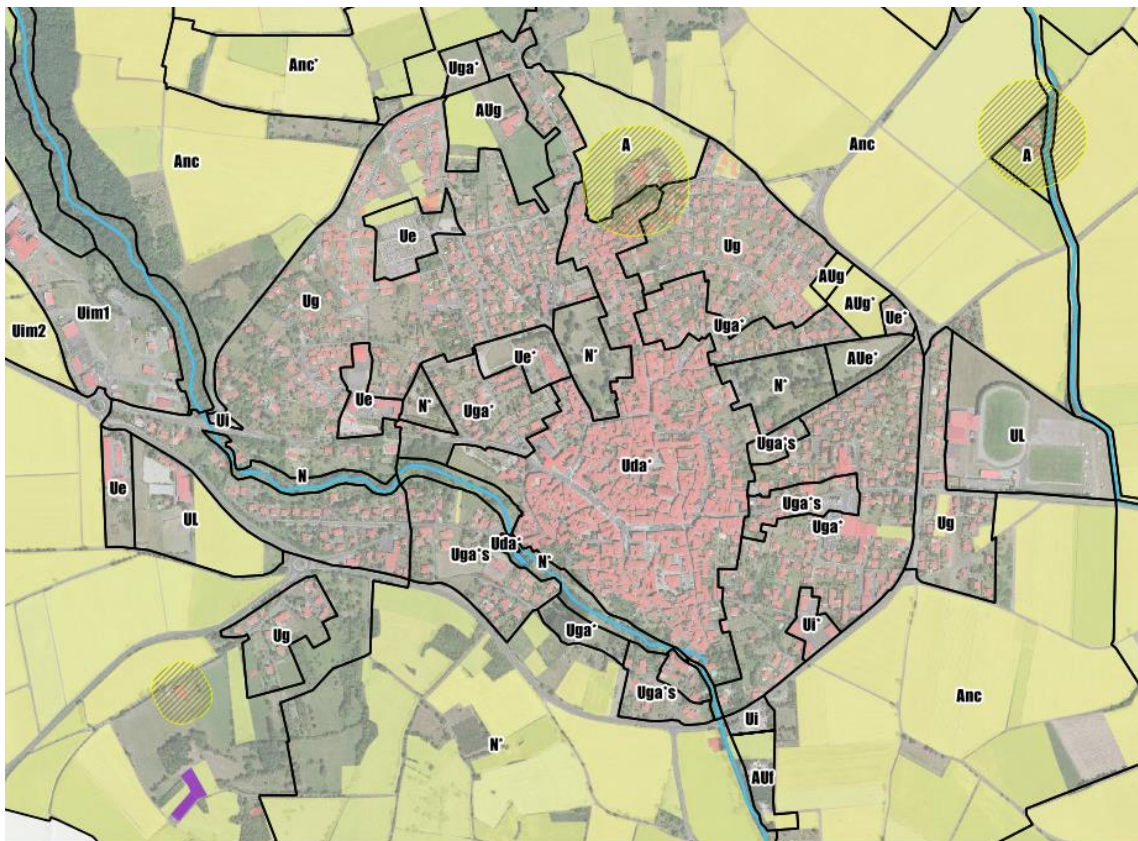 Anc*
Uga*
AUg
Anc
A
Anc
A
Ue
Ug
Ug
AUg
AUg*
Ue*
Uim1
Uim2
Uga*
Ue*
N*
AUe*
N*
Ue
N*
Uga*
Ui
Uga*s
UL
Uda*
N
Ue
UL
Uga*s
Uga*
Ug
Uda*
Uga*s
N*
Ui*
Uga*
Ug
Uga*s
Anc
Ui
N*
AUf